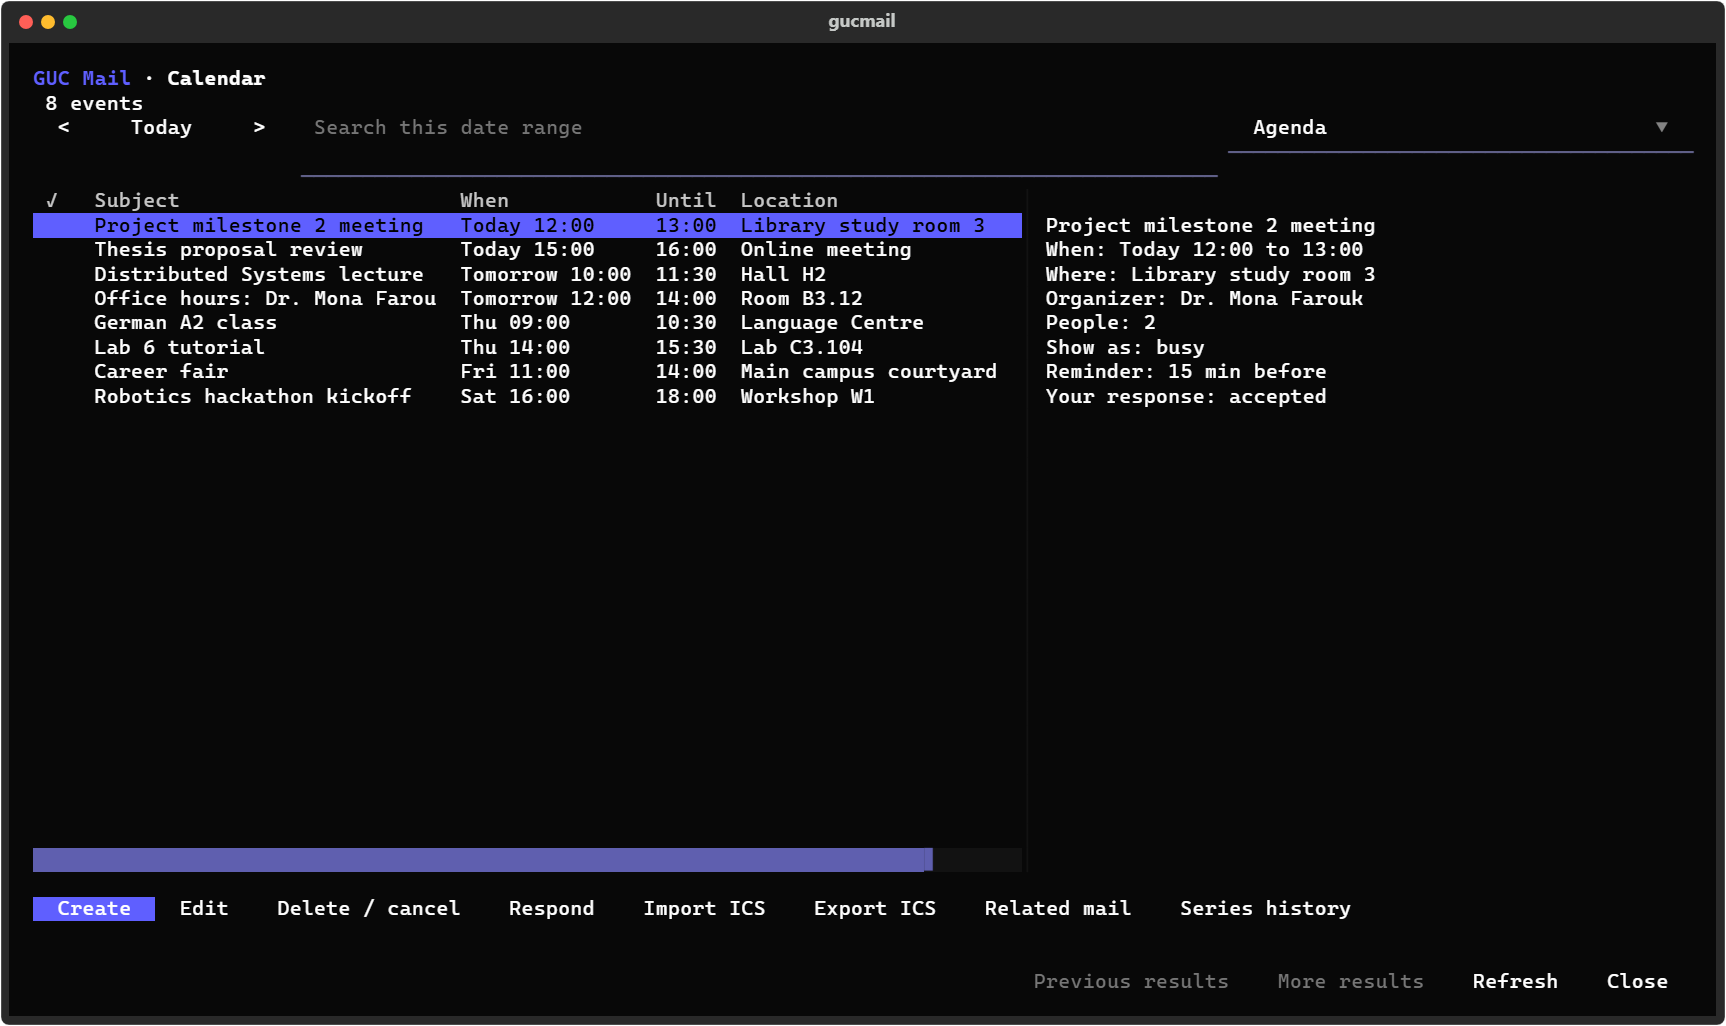 gucmail
GUC Mail · Calendar
8 events
< Today > Search this date range Agenda ▼
√ Subject When Until Location
Project milestone 2 meeting Today 12:00 13:00 Library study room 3
Thesis proposal review Today 15:00 16:00 Online meeting
Distributed Systems lecture Tomorrow 10:00 11:30 Hall H2
Office hours: Dr. Mona Farou Tomorrow 12:00 14:00 Room B3.12
German A2 class Thu 09:00 10:30 Language Centre
Lab 6 tutorial Thu 14:00 15:30 Lab C3.104
Career fair Fri 11:00 14:00 Main campus courtyard
Robotics hackathon kickoff Sat 16:00 18:00 Workshop W1
Project milestone 2 meeting
When: Today 12:00 to 13:00
Where: Library study room 3
Organizer: Dr. Mona Farouk
People: 2
Show as: busy
Reminder: 15 min before
Your response: accepted
Create Edit Delete / cancel Respond Import ICS Export ICS Related mail Series history
Previous results More results Refresh Close